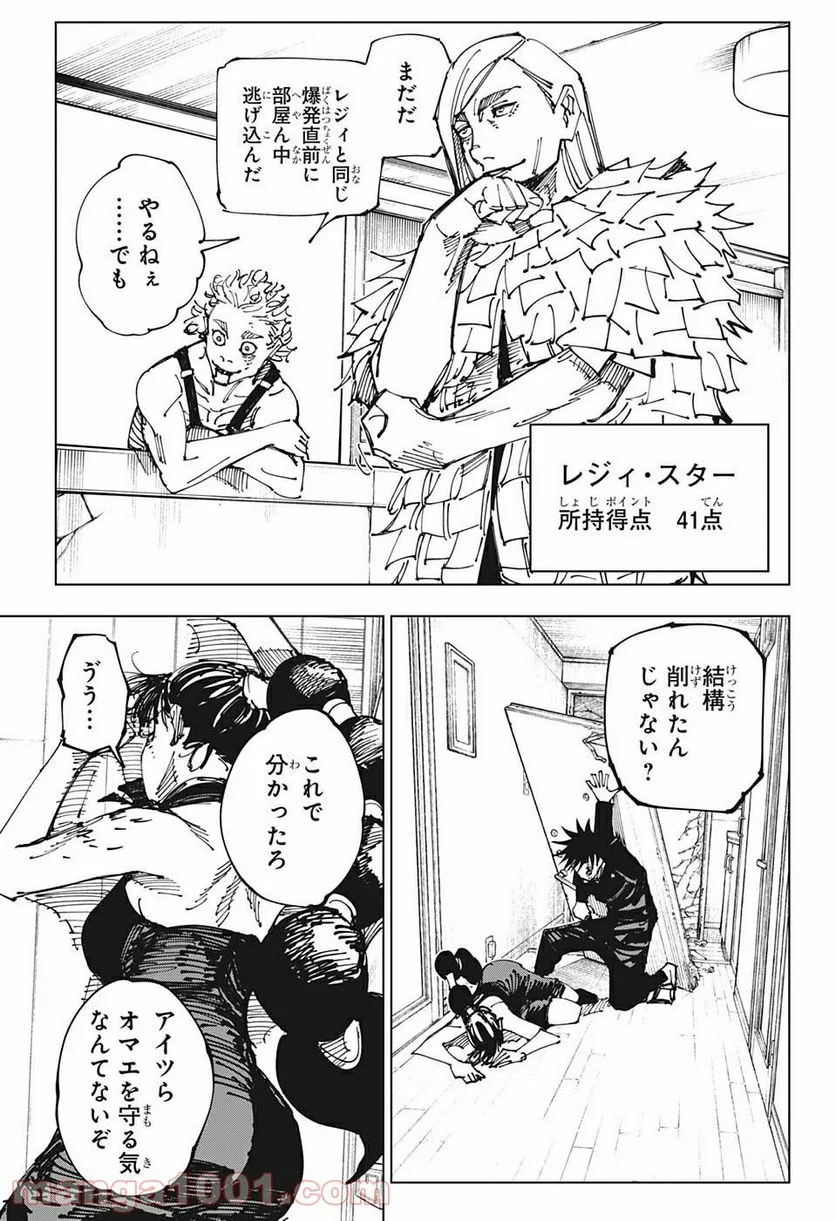 まだだ
レジィと同じ
爆発直前に
部屋ん中
逃げ込んだ
やるねぇ
……でも
レジィ・スター
所持得点 41点
結構
削れたん
じゃない?
これで
分かったろ
ゔぅ…
アイツら
オマエを守る気
なんてないぞ
manga1001.com